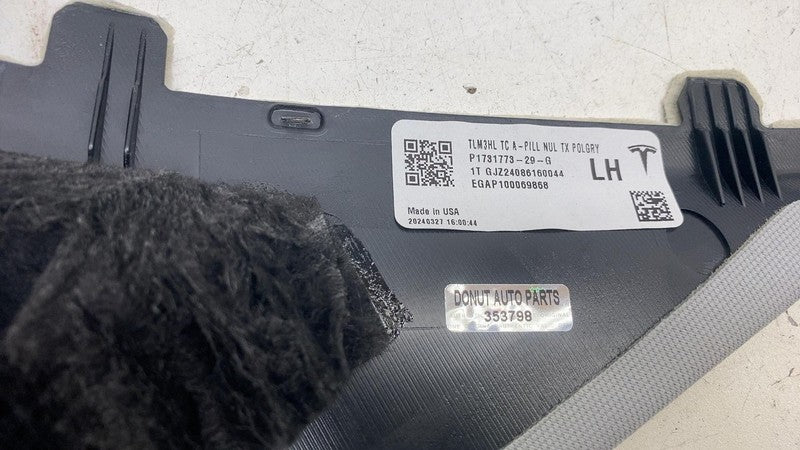 TLM3HL TC A-PILL NUL TX POLGRY
P1731773-29-G
1T GJZ24086160044
EGAP100069868
LH
Made in USA
20240327 16:00:44
DONUT AUTO PARTS
353798